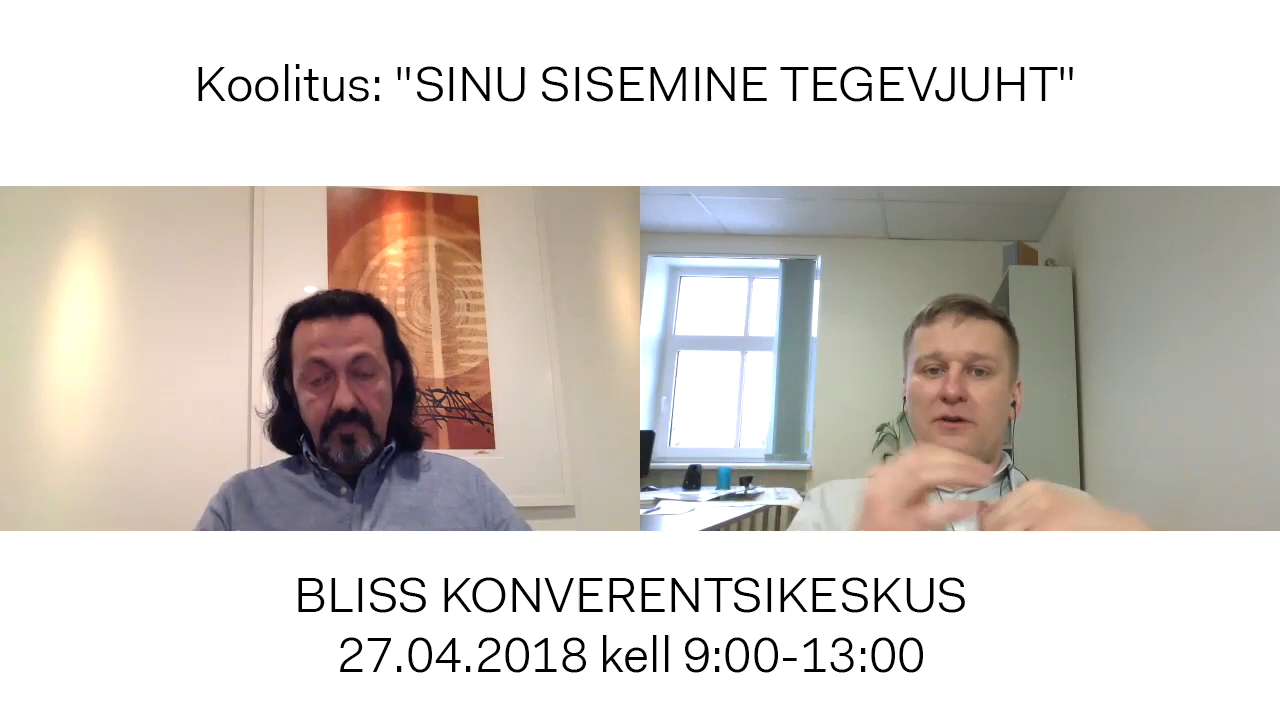 Koolitus: "SINU SISEMINE TEGEVJUHT"
BLISS KONVERENTSIKESKUS
27.04.2018 kell 9:00-13:00